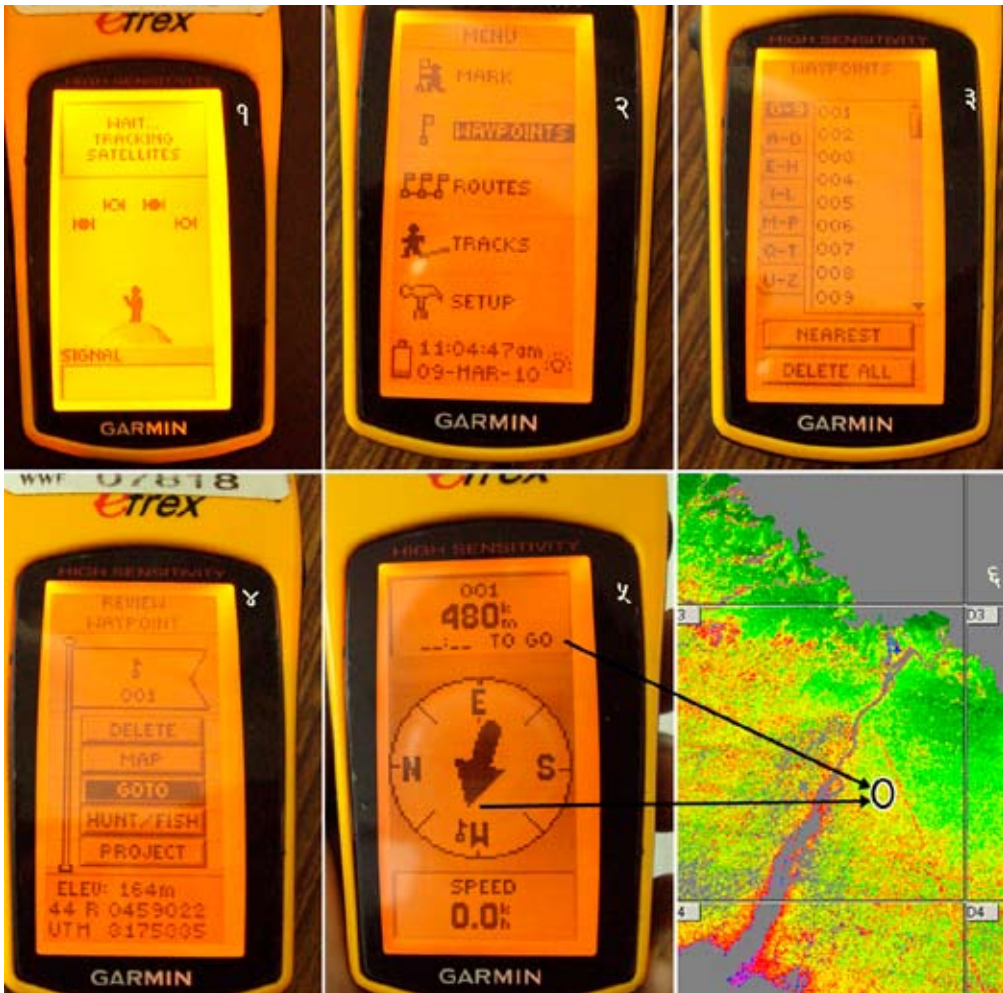 etrex
HIGH SENSITIVITY
१
WAIT...
TRACKING
SATELLITES
SIGNAL
GARMIN
२
MENU
MARK
WAYPOINTS
ROUTES
TRACKS
SETUP
11:04:47am
09-MAR-10
GARMIN
HIGH SENSITIVITY
३
WAYPOINTS
0-9
001
A-D
002
E-H
003
I-L
004
005
M-P
006
Q-T
007
U-Z
008
009
NEAREST
DELETE ALL
GARMIN
WWF 07818
etrex
HIGH SENSITIVITY
४
REVIEW
WAYPOINT
001
DELETE
MAP
GOTO
HUNT/FISH
PROJECT
ELEV: 164m
44 R 0459022
UTM
GARMIN
etrex
HIGH SENSITIVITY
५
001
480 km
__:__ TO GO
E
N
S
W
SPEED
0.0 kh
GARMIN
६
3
D3
4
D4